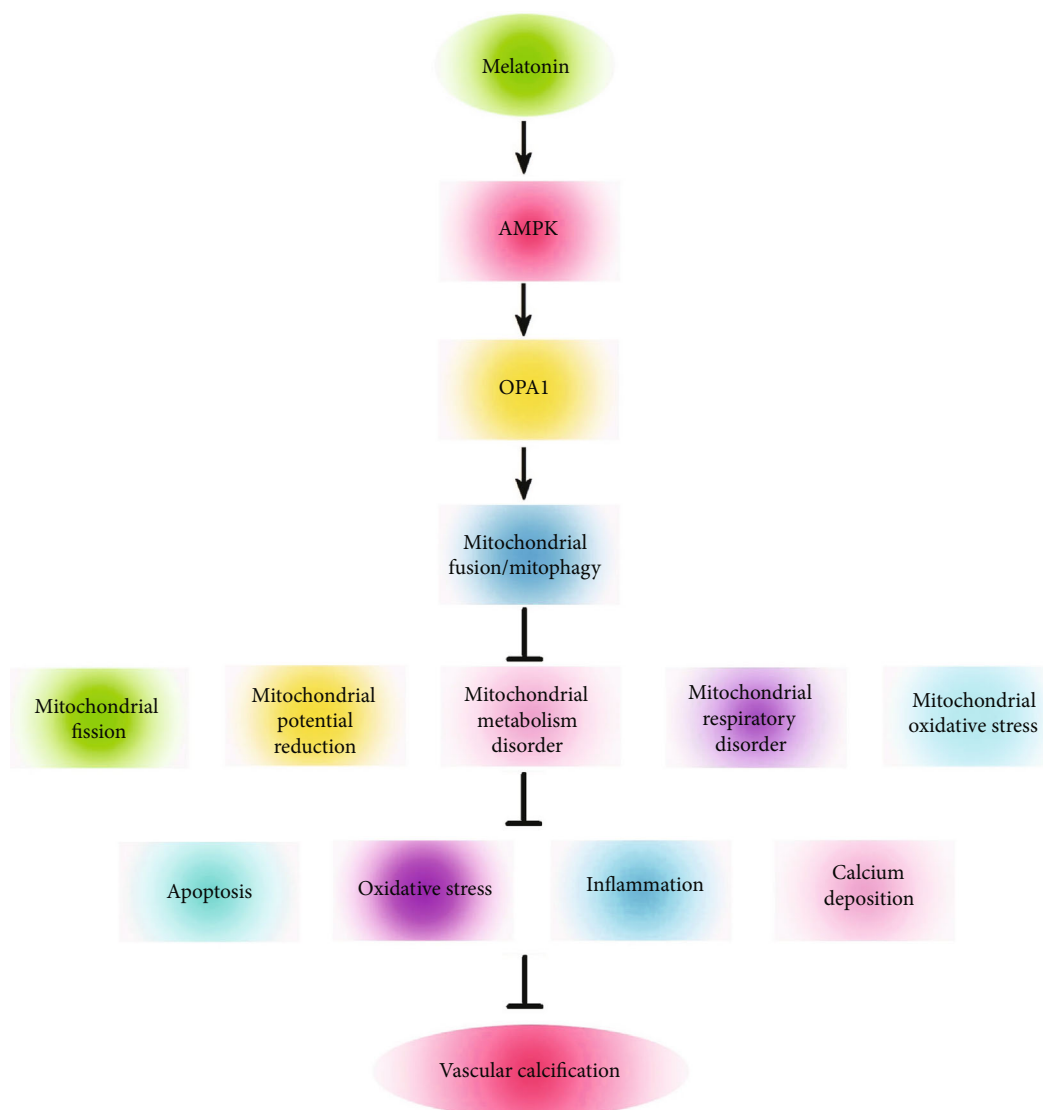 Melatonin
AMPK
OPA1
Mitochondrial
fusion/mitophagy
Mitochondrial
fission
Mitochondrial
potential
reduction
Mitochondrial
metabolism
disorder
Mitochondrial
respiratory
disorder
Mitochondrial
oxidative stress
Apoptosis
Oxidative stress
Inflammation
Calcium
deposition
Vascular calcification